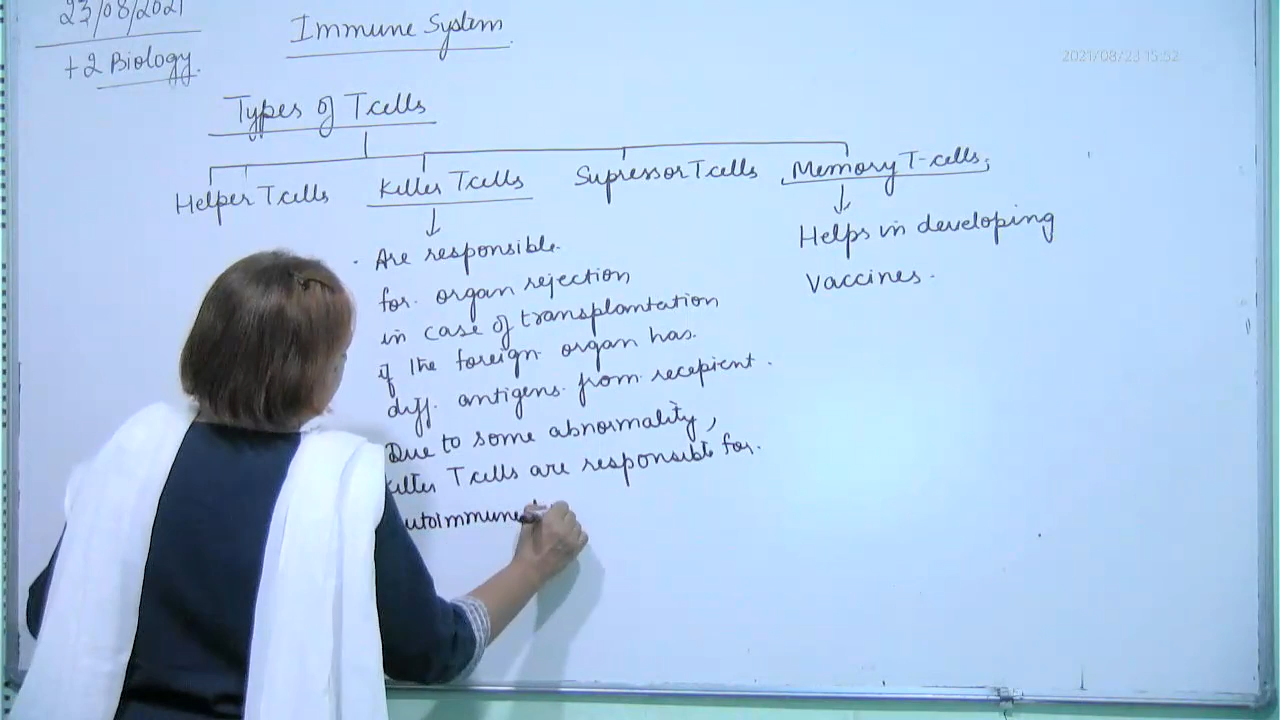 23/08/2021
+2 Biology.
Immune System
2021/08/23 15:52
Types of T cells
Helper T cells
Killer T cells
Supressor T cells
Memory T-cells,
Are responsible.
for. organ rejection
in case of transplantation
if the foreign organ has.
diff. antigens. from recepient.
Due to some abnormality,
Killer T cells are responsible for.
utoimmune
Helps in developing
vaccines.